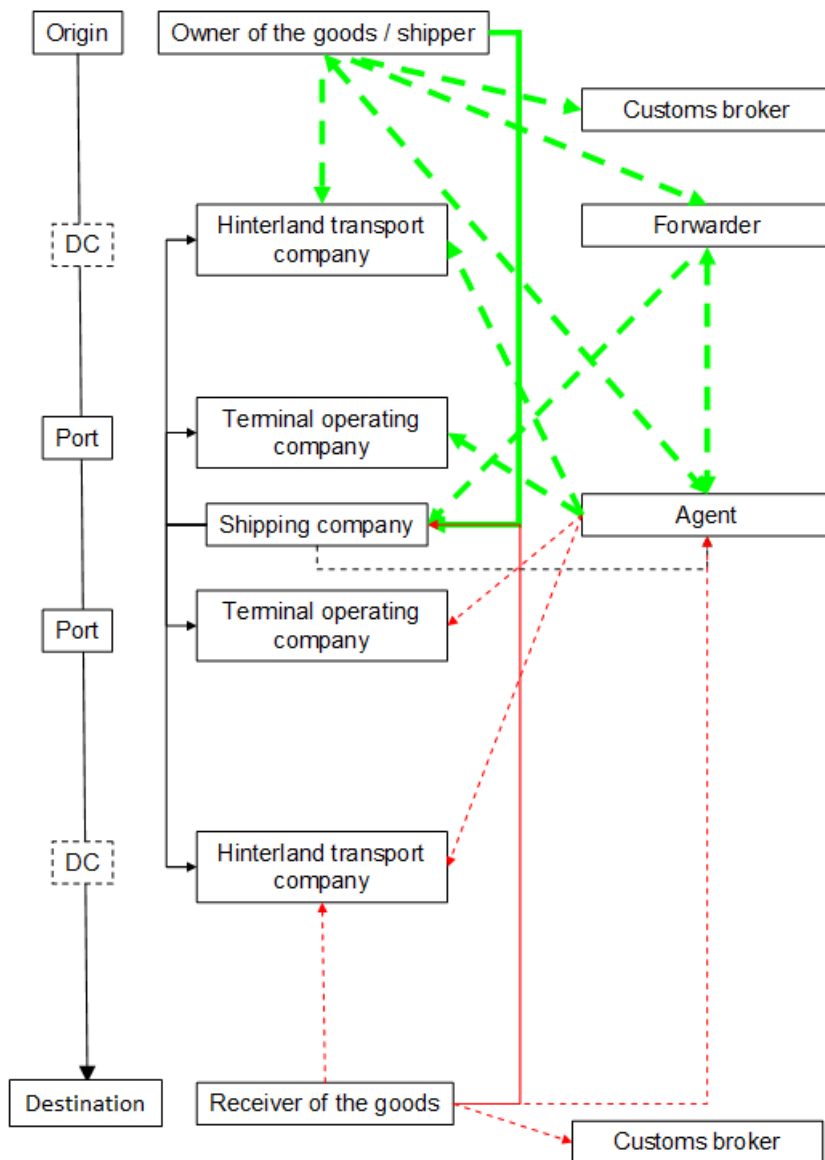 Origin
Owner of the goods / shipper
Customs broker
Hinterland transport
company
Forwarder
DC
Terminal operating
company
Port
Shipping company
Agent
Terminal operating
company
Port
Hinterland transport
company
DC
Destination
Receiver of the goods
Customs broker